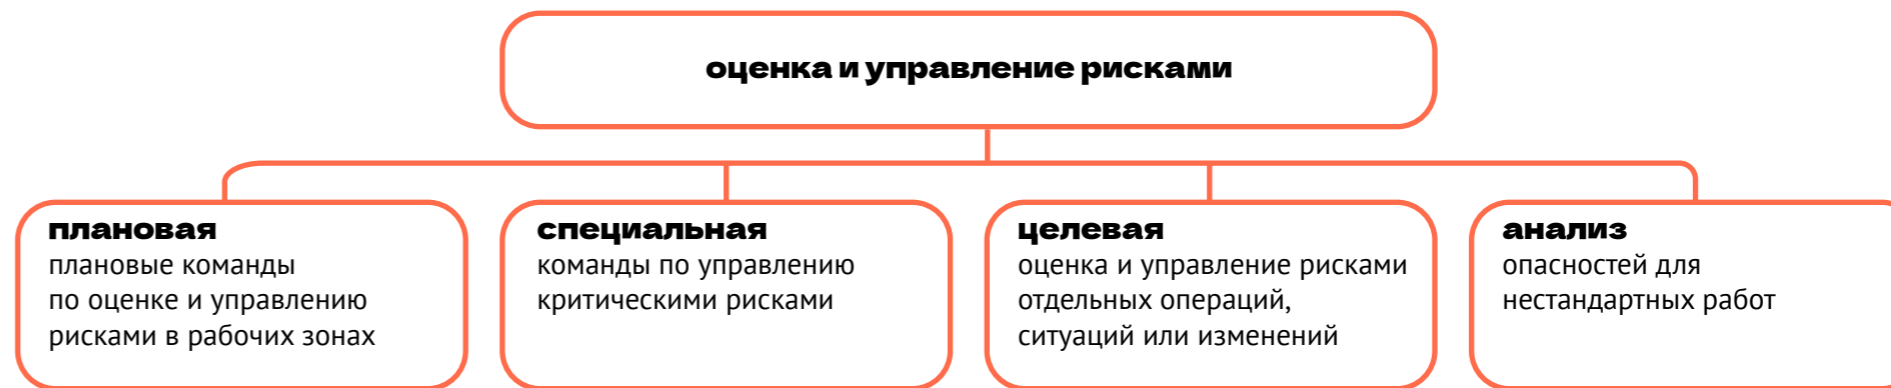 оценка и управление рисками
плановая
плановые команды
по оценке и управлению
рисками в рабочих зонах
специальная
команды по управлению
критическими рисками
целевая
оценка и управление рисками
отдельных операций,
ситуаций или изменений
анализ
опасностей для
нестандартных работ